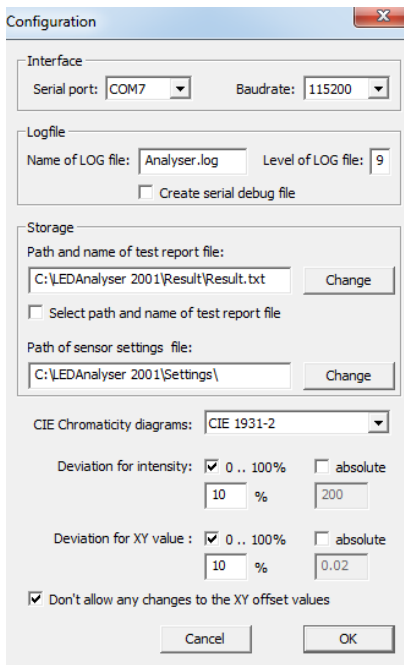 Configuration
X
Interface
Serial port: COM7 Baudrate: 115200
Logfile
Name of LOG file: Analyser.log Level of LOG file: 9
Create serial debug file
Storage
Path and name of test report file:
C:\LEDAnalyser 2001\Result\Result.txt Change
Select path and name of test report file
Path of sensor settings file:
C:\LEDAnalyser 2001\Settings\ Change
CIE Chromaticity diagrams: CIE 1931-2
Deviation for intensity: 0 .. 100% absolute
10 % 200
Deviation for XY value : 0 .. 100% absolute
10 % 0.02
Don't allow any changes to the XY offset values
Cancel OK